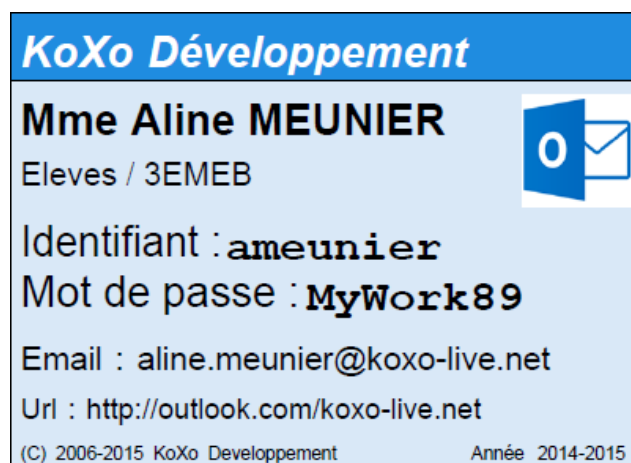 KoXo Développement
Mme Aline MEUNIER
Eleves / 3EMEB
O
Identifiant : ameunier
Mot de passe : MyWork89
Email : aline.meunier@koxo-live.net
Url : http://outlook.com/koxo-live.net
(C) 2006-2015 KoXo Developpement Année 2014-2015